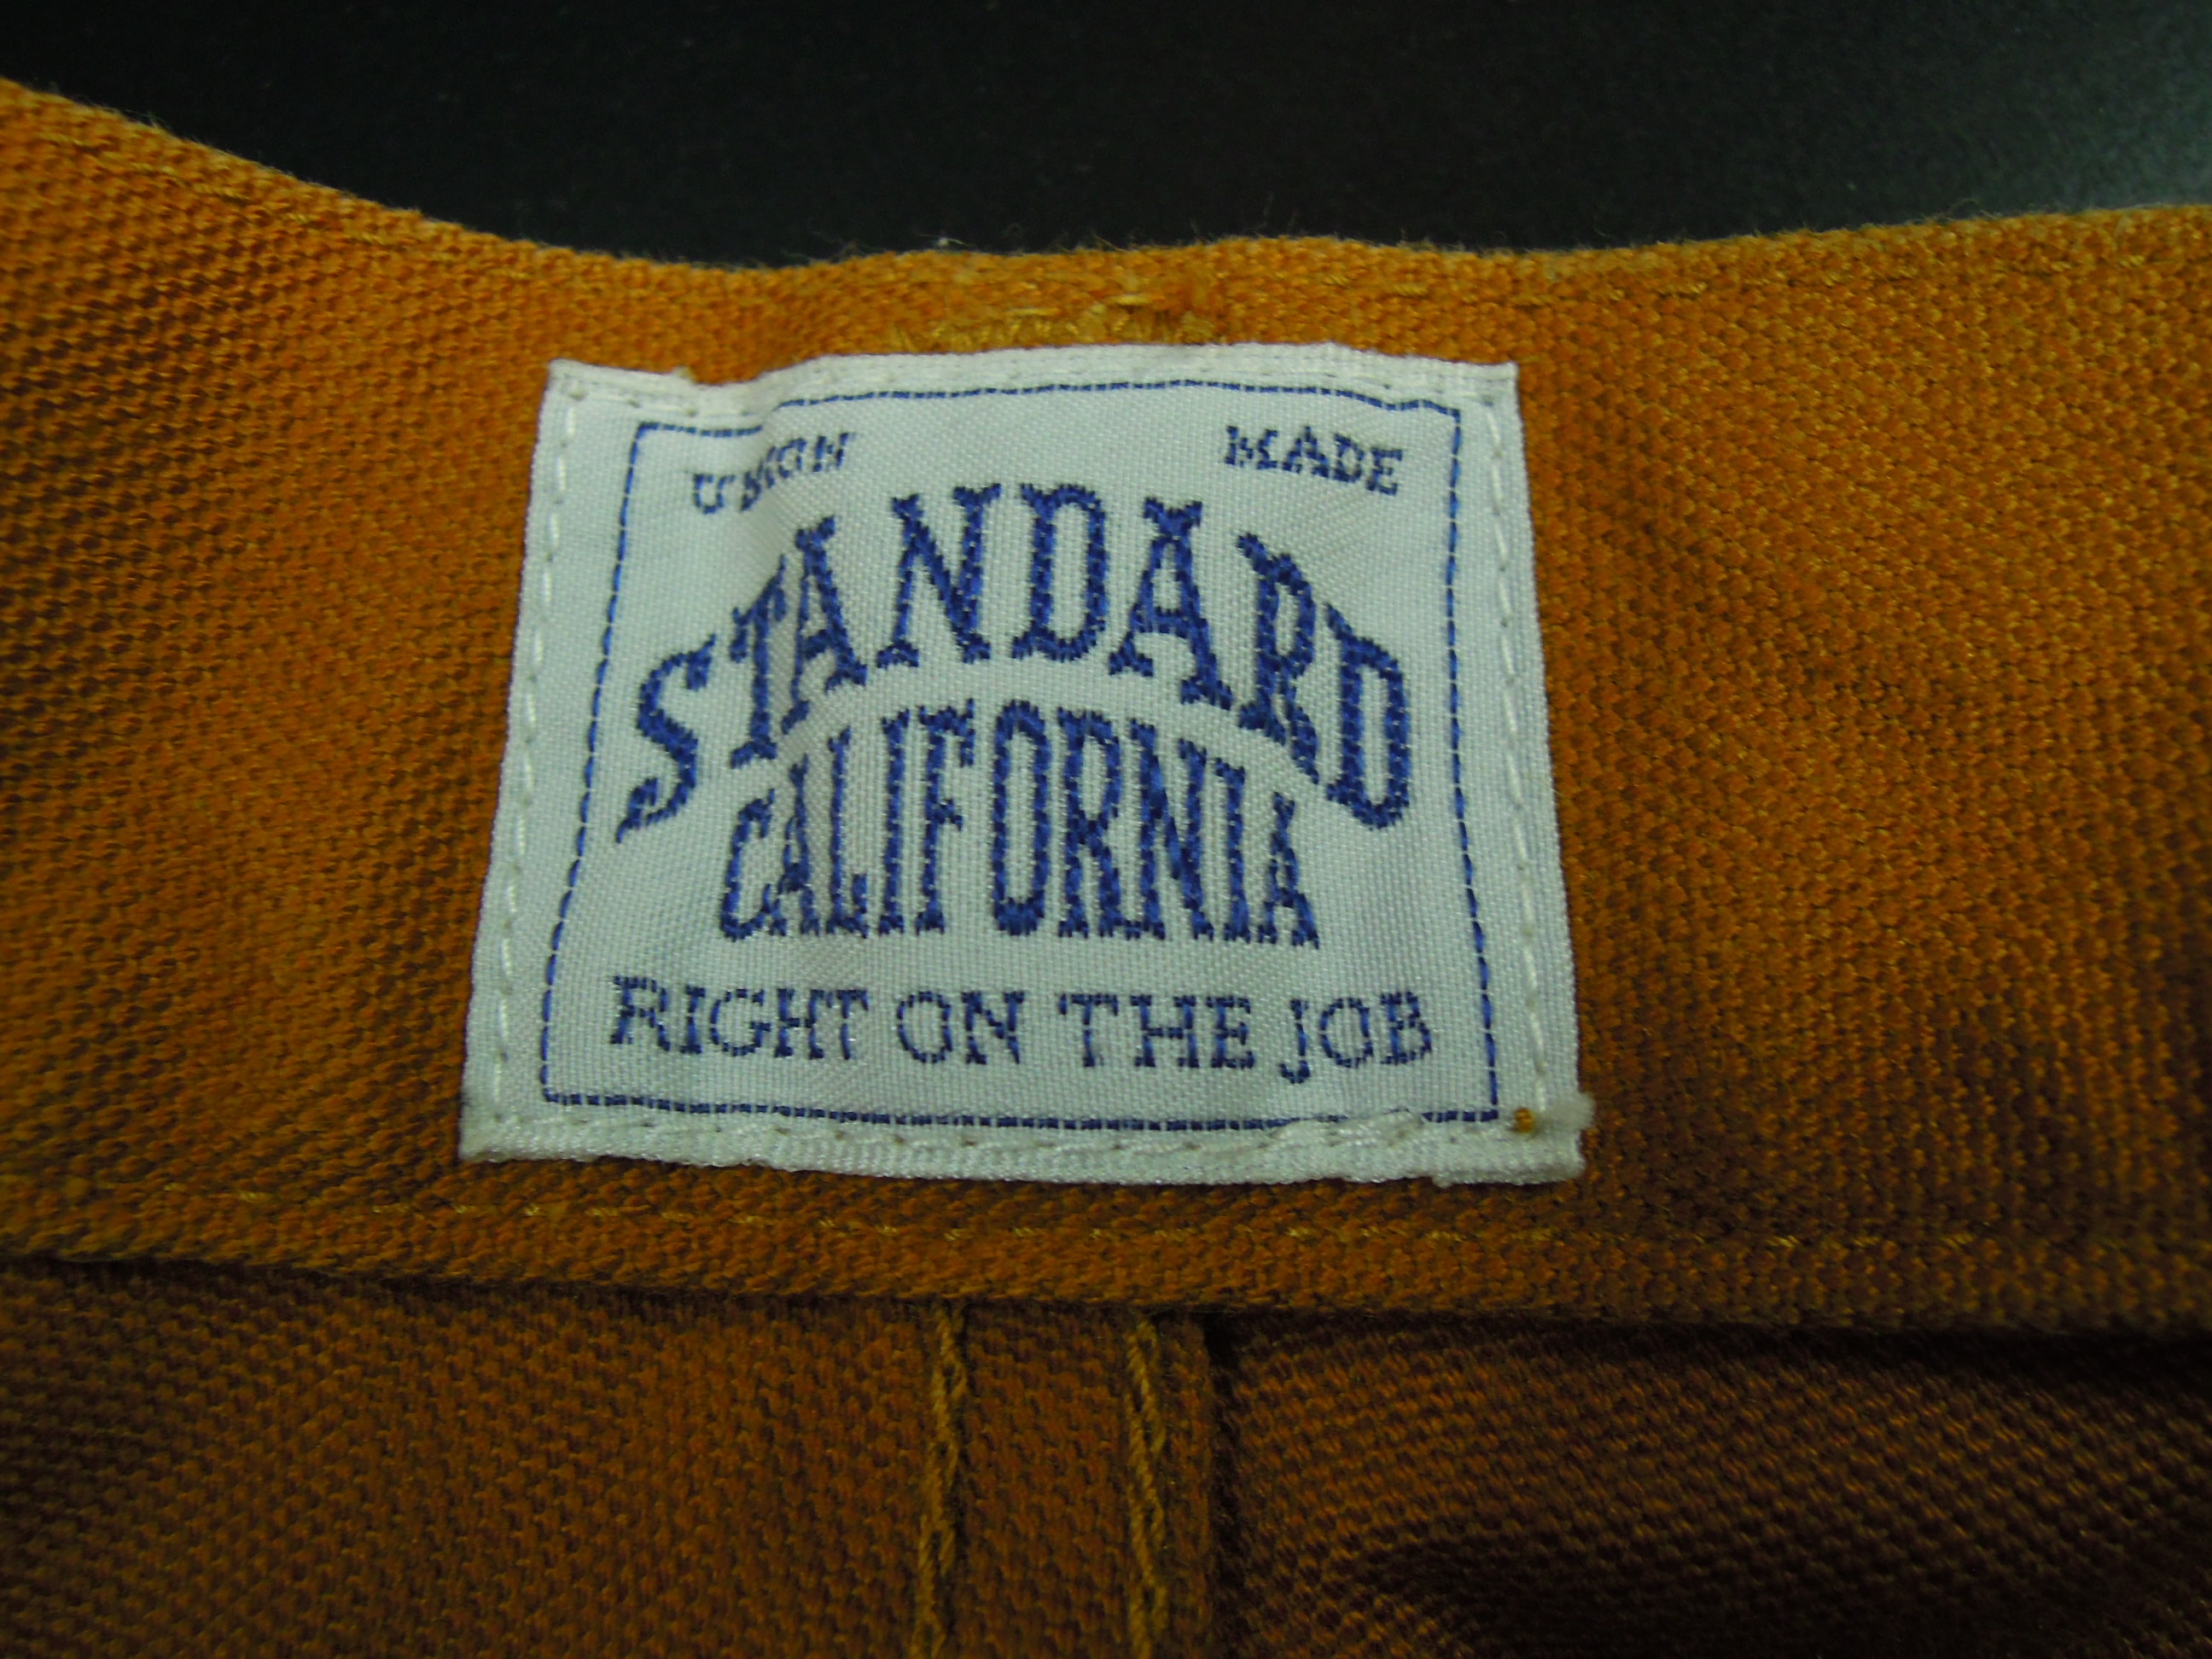 UNION MADE
STANDARD
CALIFORNIA
RIGHT ON THE JOB